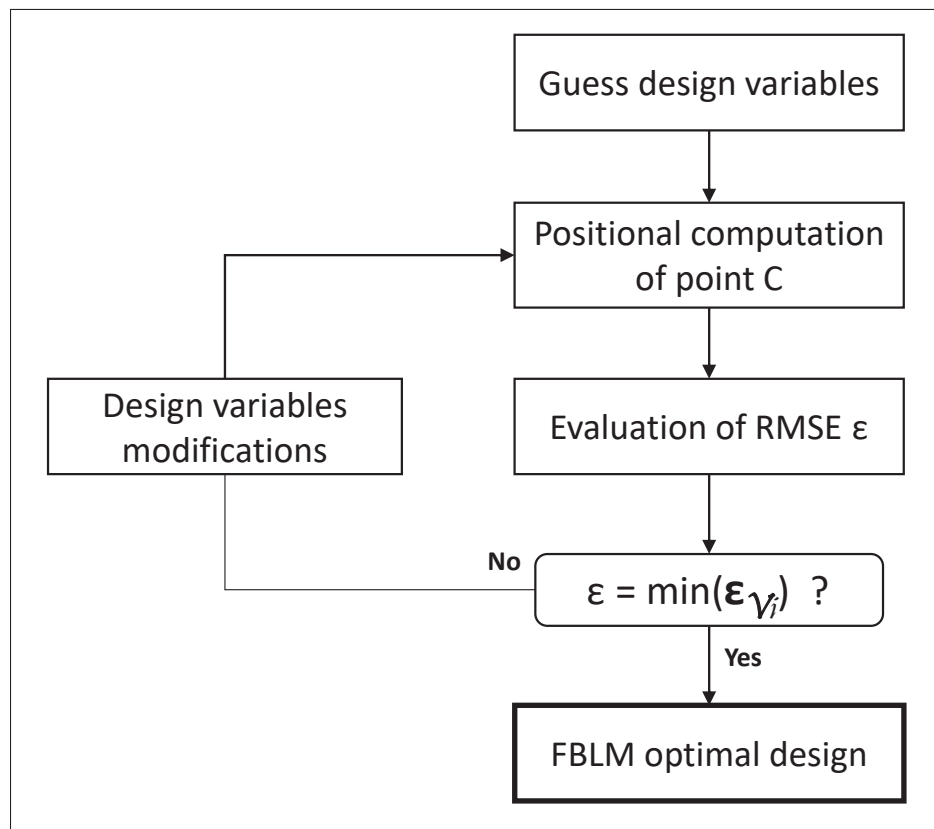 Guess design variables
Positional computation
of point C
Evaluation of RMSE ε
Design variables
modifications
No
ε = min(ε𝒱ᵢ) ?
Yes
FBLM optimal design